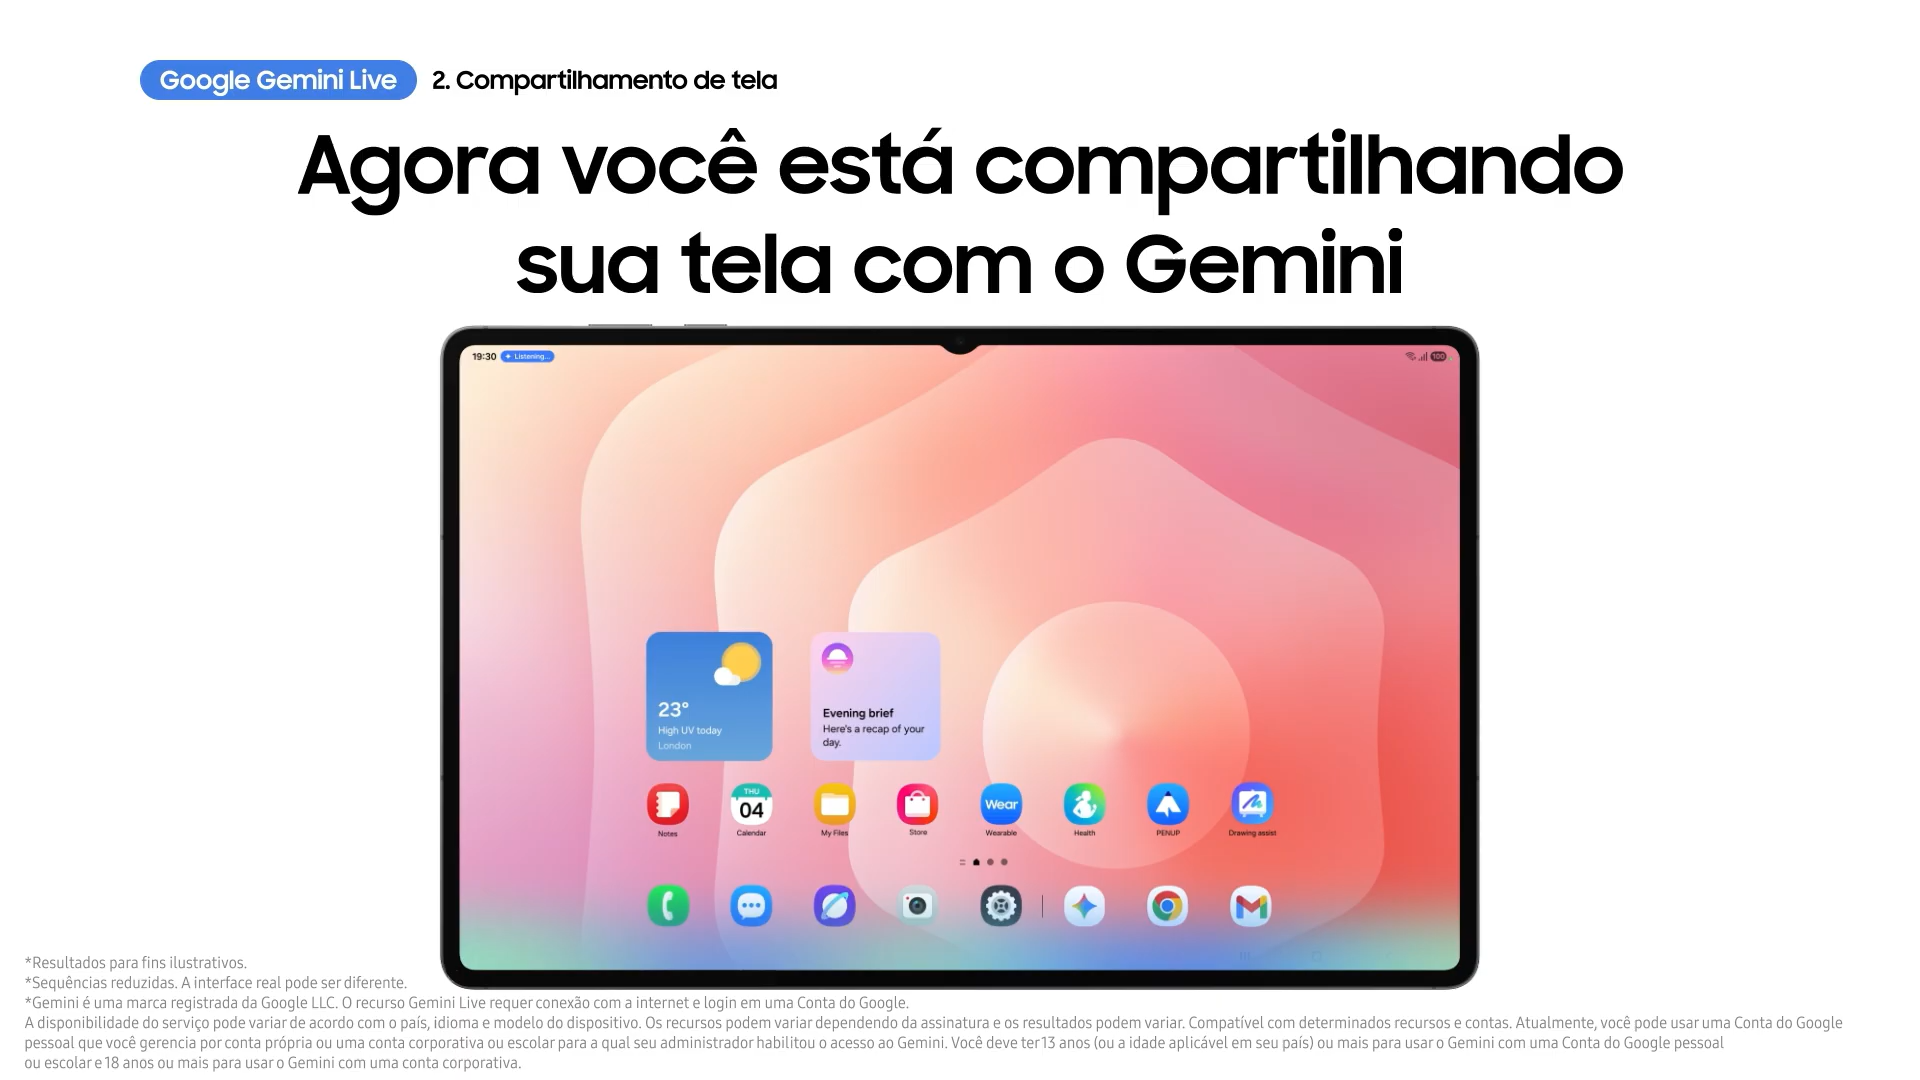 Google Gemini Live 2. Compartilhamento de tela
Agora você está compartilhando
sua tela com o Gemini
19:30 Listening... 100
23°
High UV today
London
Evening brief
Here's a recap of your
day.
THU
04
Wear
Notes Calendar My Files Store Wearable Health PENUP Drawing assist
*Resultados para fins ilustrativos.
*Sequências reduzidas. A interface real pode ser diferente.
*Gemini é uma marca registrada da Google LLC. O recurso Gemini Live requer conexão com a internet e login em uma Conta do Google.
A disponibilidade do serviço pode variar de acordo com o país, idioma e modelo do dispositivo. Os recursos podem variar dependendo da assinatura e os resultados podem variar. Compatível com determinados recursos e contas. Atualmente, você pode usar uma Conta do Google
pessoal que você gerencia por conta própria ou uma conta corporativa ou escolar para a qual seu administrador habilitou o acesso ao Gemini. Você deve ter 13 anos (ou a idade aplicável em seu país) ou mais para usar o Gemini com uma Conta do Google pessoal
ou escolar e 18 anos ou mais para usar o Gemini com uma conta corporativa.